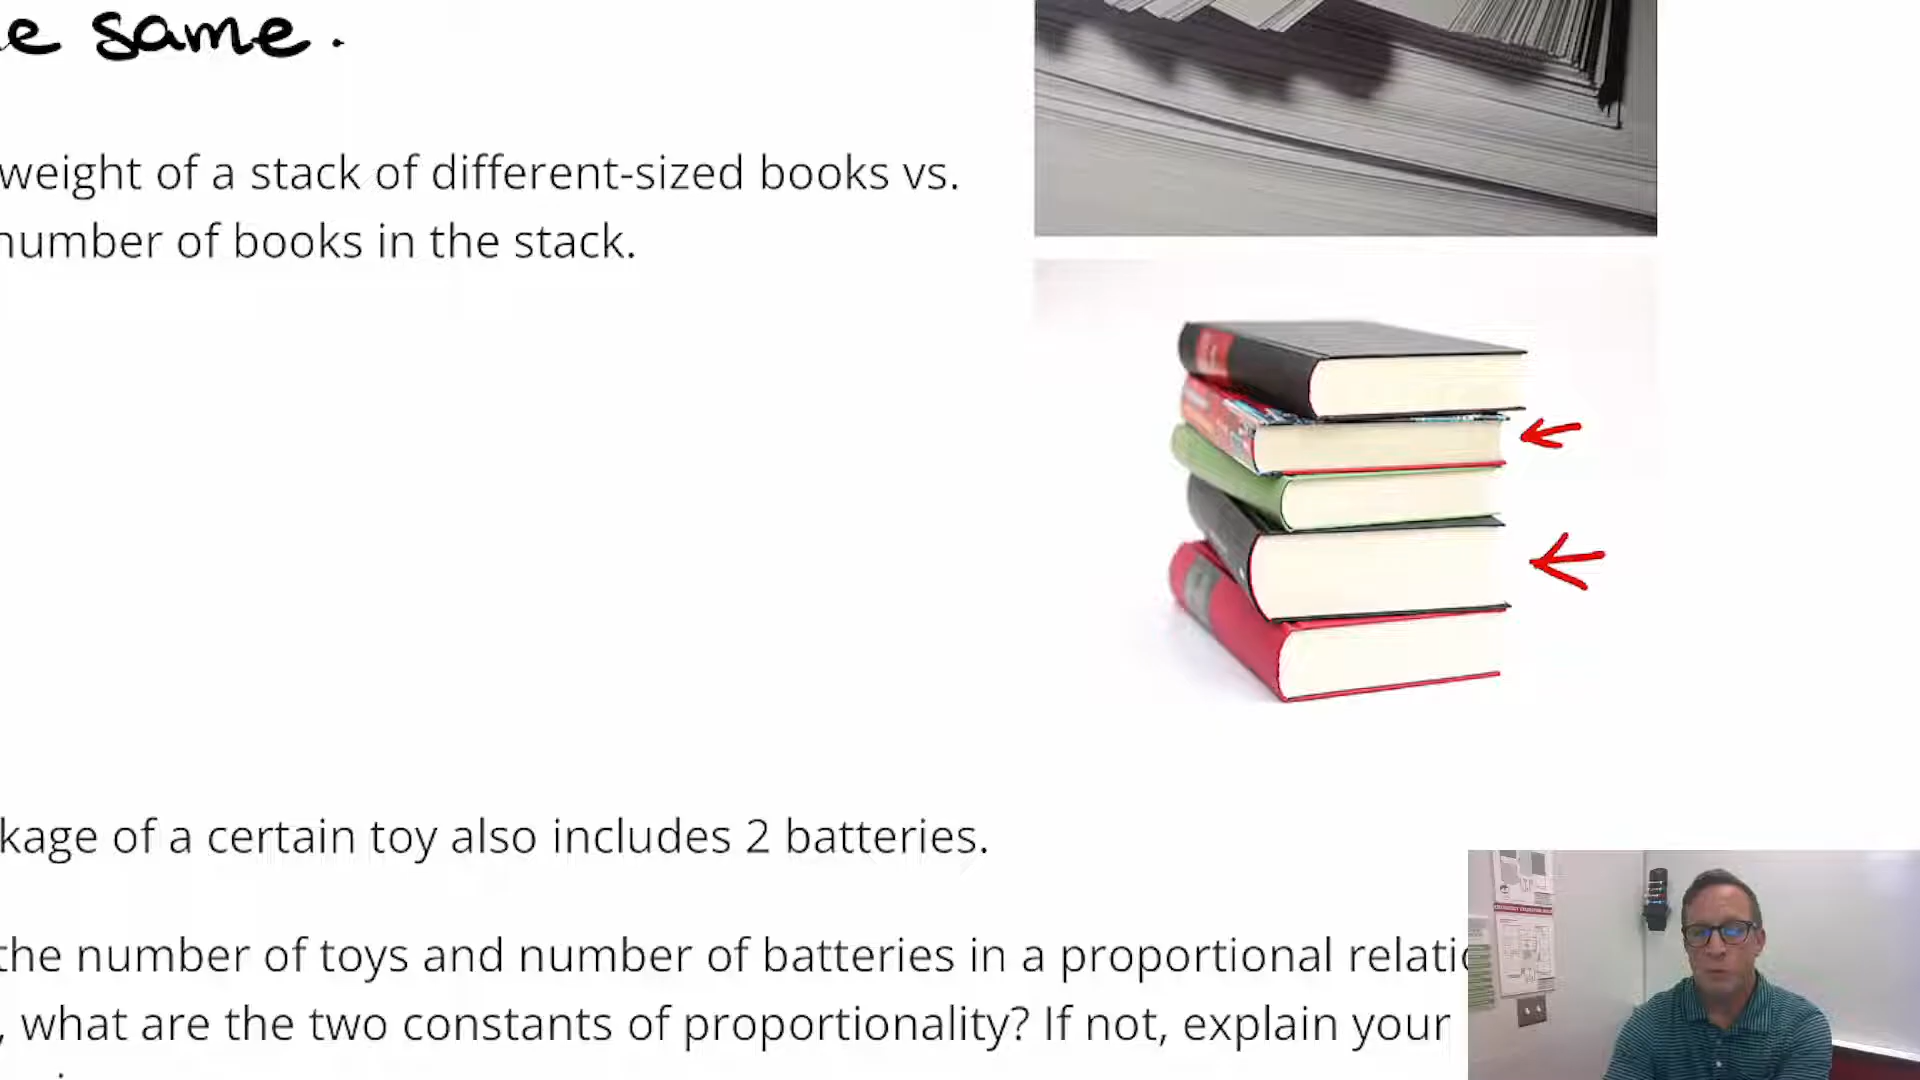 e same.
weight of a stack of different-sized books vs.
number of books in the stack.
kage of a certain toy also includes 2 batteries.
the number of toys and number of batteries in a proportional relatio
, what are the two constants of proportionality? If not, explain your